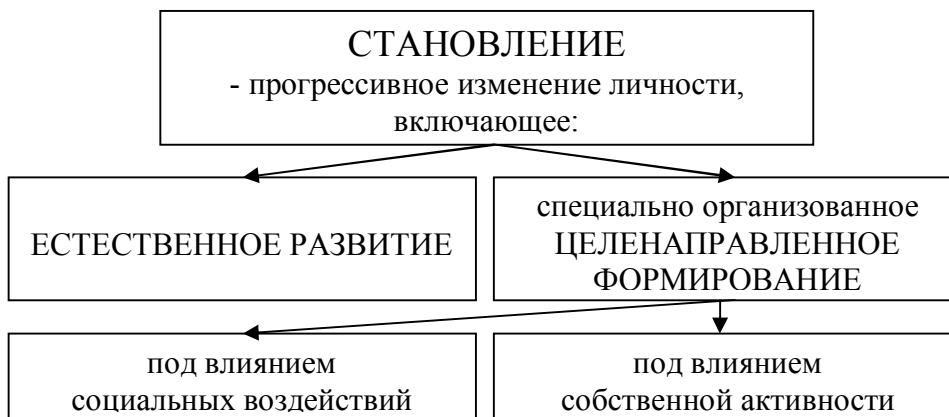 СТАНОВЛЕНИЕ
- прогрессивное изменение личности,
включающее:
ЕСТЕСТВЕННОЕ РАЗВИТИЕ
специально организованное
ЦЕЛЕНАПРАВЛЕННОЕ
ФОРМИРОВАНИЕ
под влиянием
социальных воздействий
под влиянием
собственной активности